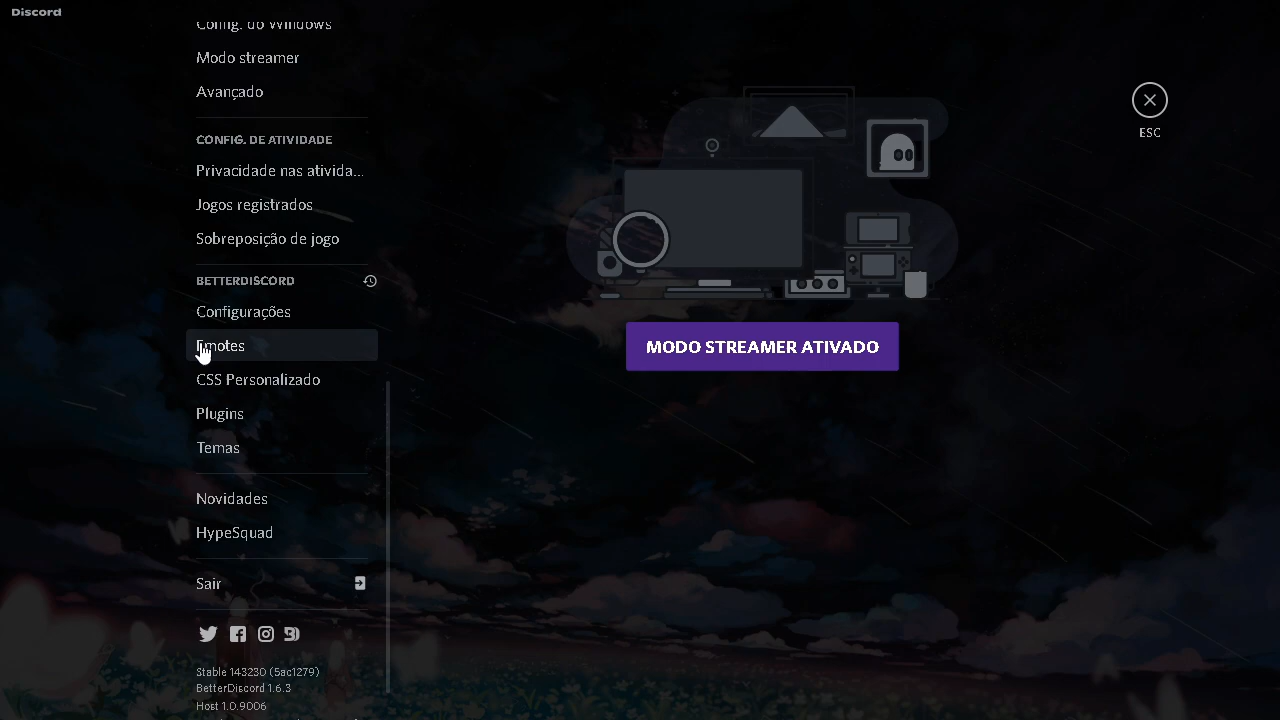 Discord
Config. do Windows
Modo streamer
Avançado
CONFIG. DE ATIVIDADE
Privacidade nas ativida...
Jogos registrados
Sobreposição de jogo
BETTERDISCORD
Configurações
Emotes
CSS Personalizado
Plugins
Temas
Novidades
HypeSquad
Sair
Stable 143230 (5ac1279)
BetterDiscord 1.6.3
Host 1.0.9006
MODO STREAMER ATIVADO
ESC